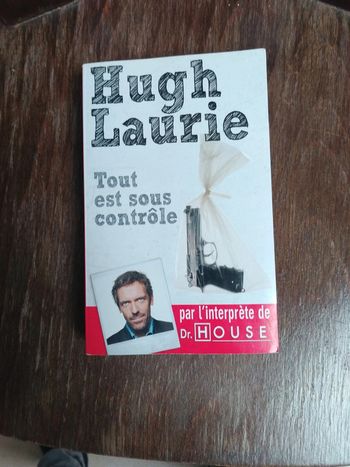 Hugh
Laurie
Tout
est sous
contrôle
par l'interprète de
Dr. HOUSE